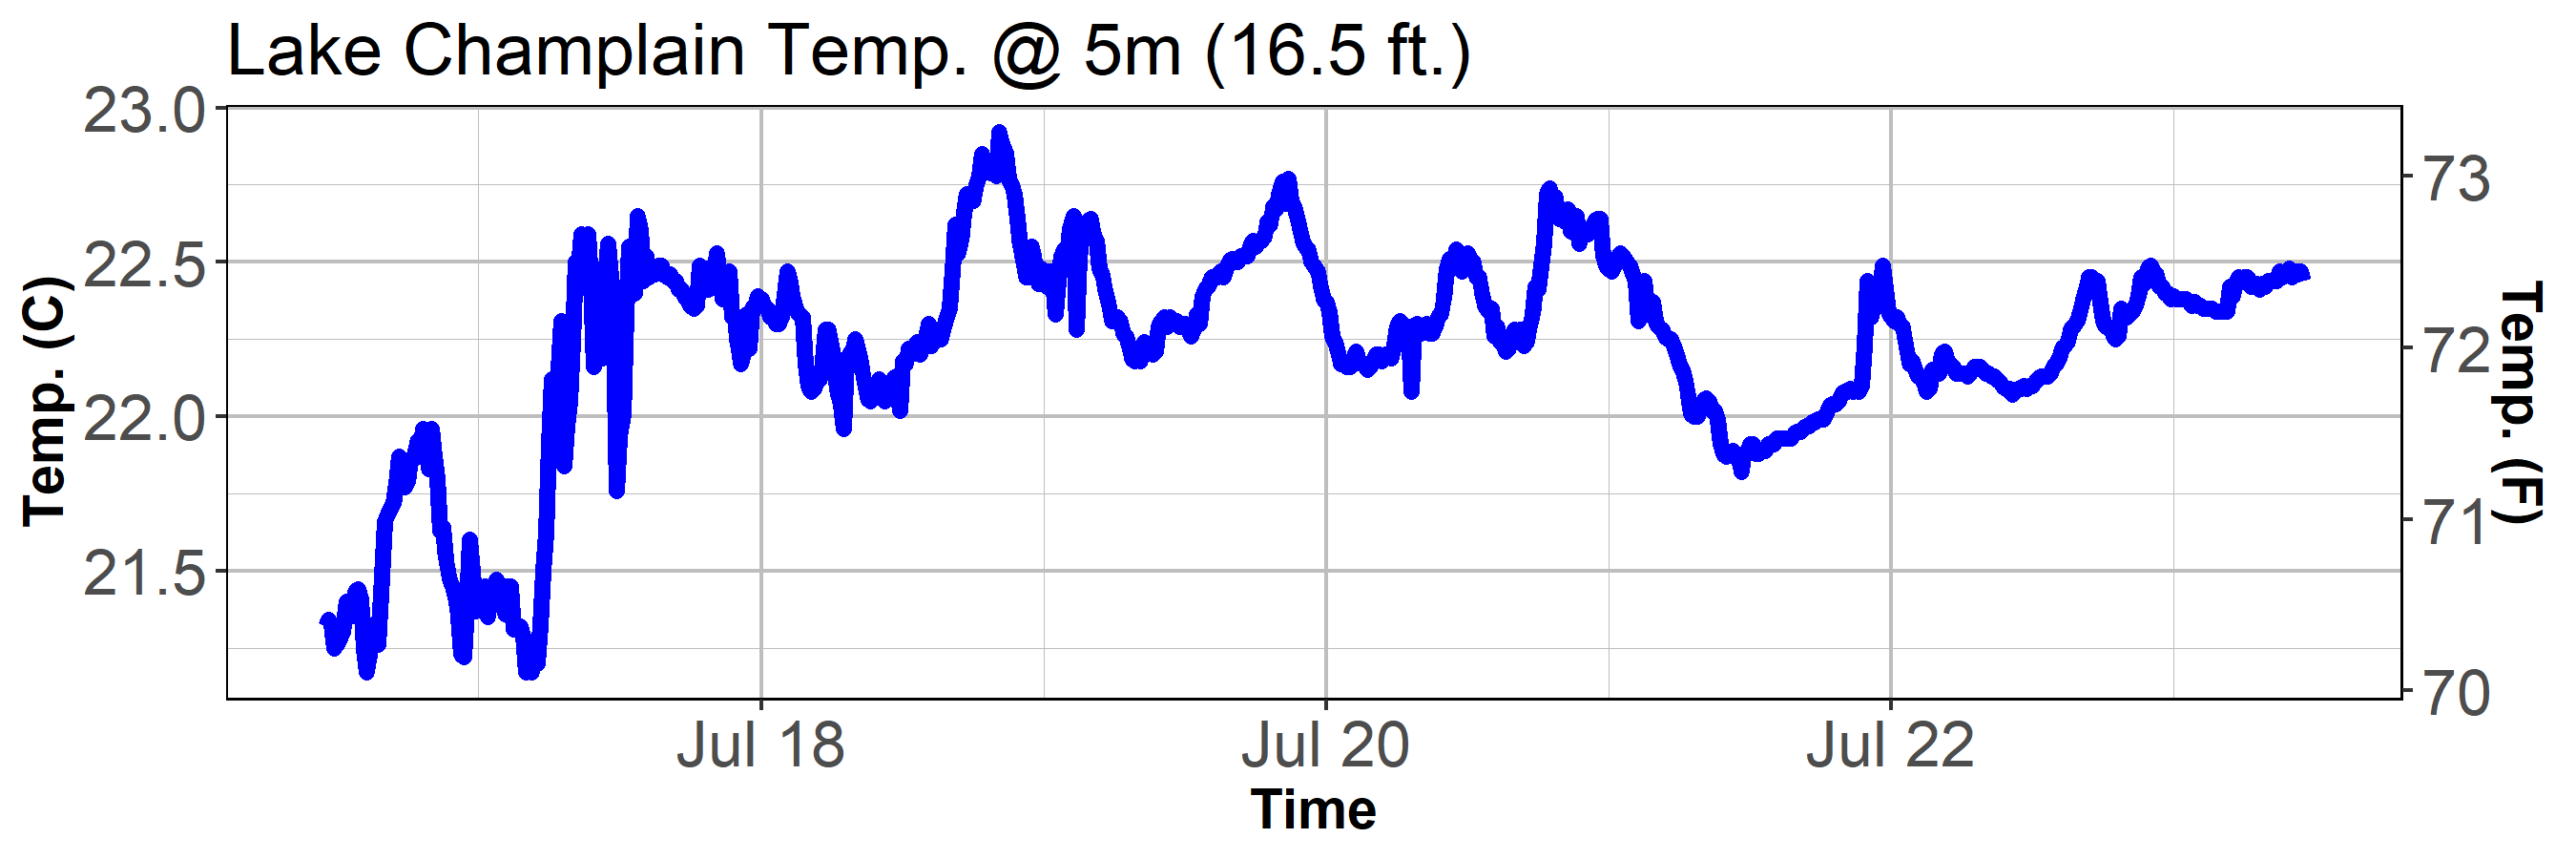 Lake Champlain Temp. @ 5m (16.5 ft.)
Temp. (C)
23.0
22.5
22.0
21.5
73
72
71
70
Temp. (F)
Jul 18
Jul 20
Jul 22
Time